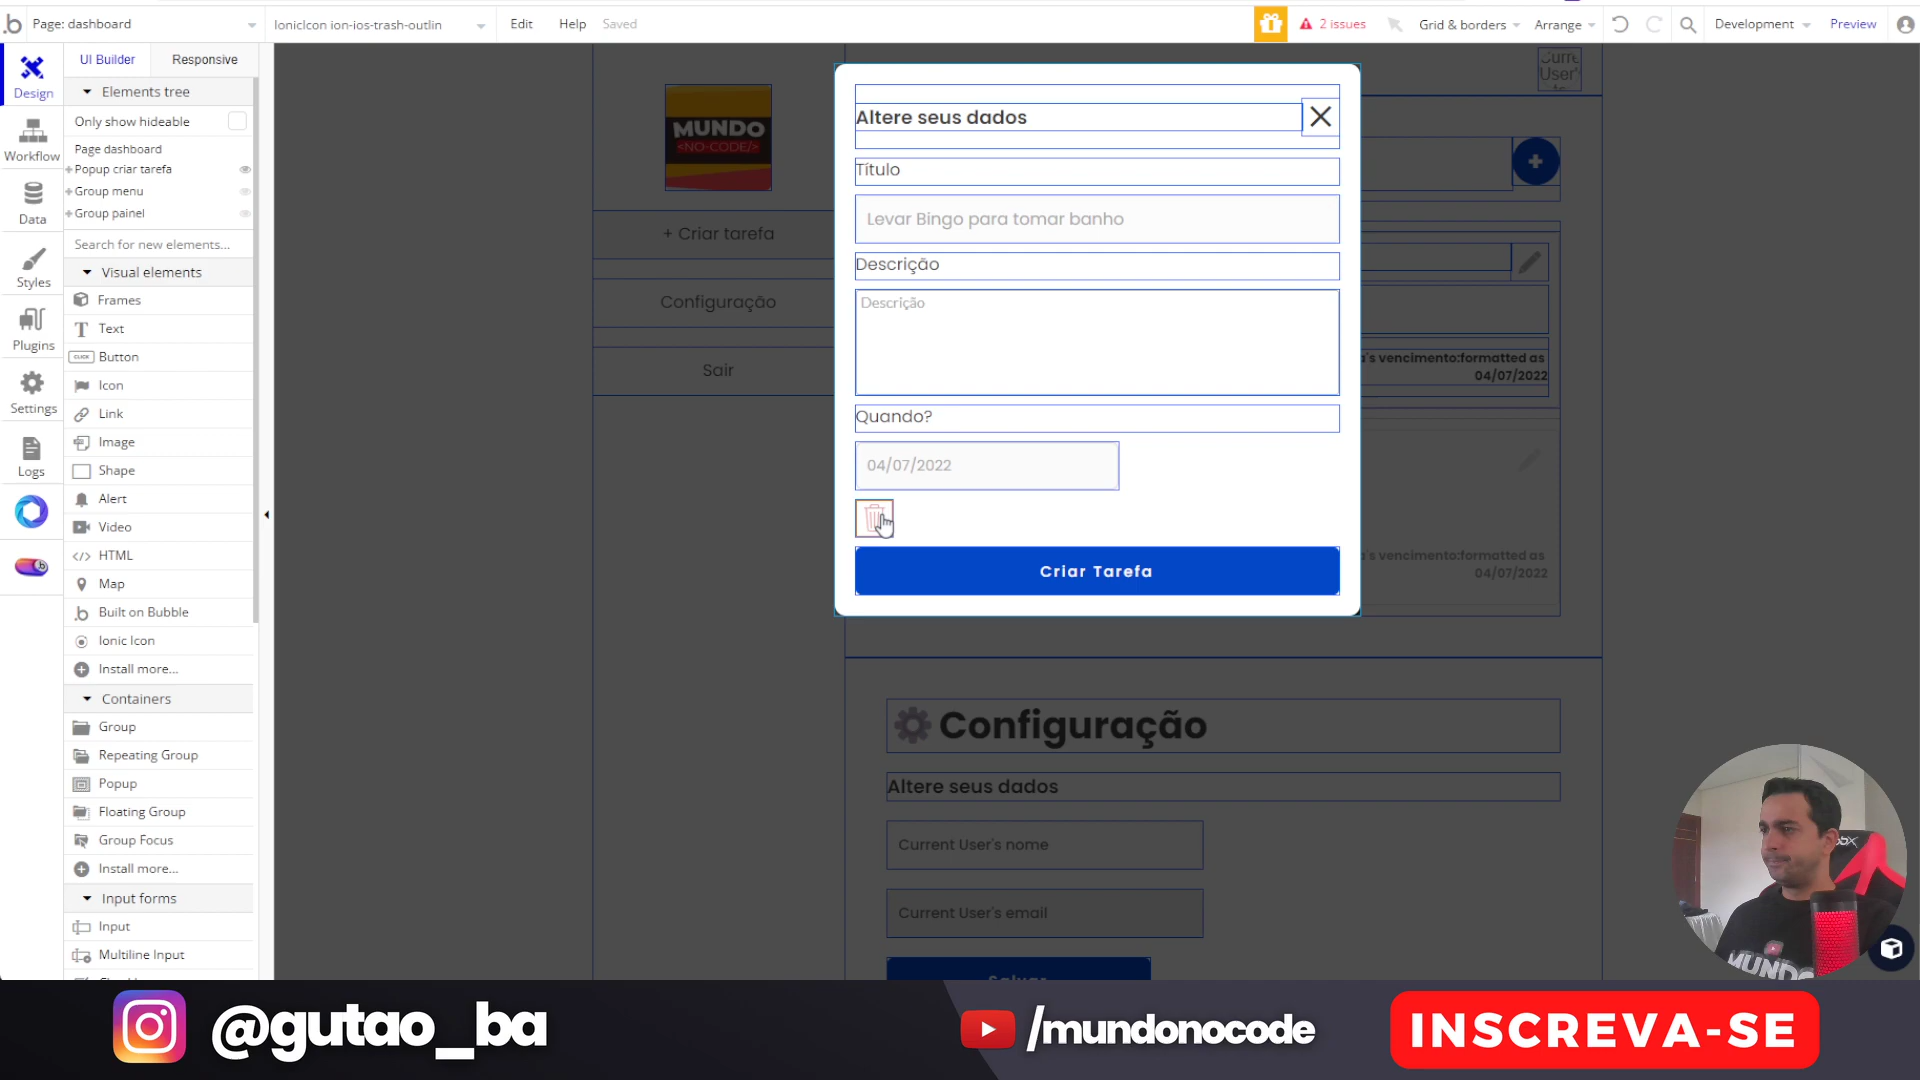 Page: dashboard
IonicIcon ion-ios-trash-outlin
Edit
Help
Saved
2 issues
Grid & borders
Arrange
Development
Preview
UI Builder
Responsive
Design
Workflow
Data
Styles
Plugins
Settings
Logs
Elements tree
Only show hideable
Page dashboard
Popup criar tarefa
Group menu
Group painel
Search for new elements...
Visual elements
Frames
Text
CLICK
Button
Icon
Link
Image
Shape
Alert
Video
HTML
Map
Built on Bubble
Ionic Icon
Install more...
Containers
Group
Repeating Group
Popup
Floating Group
Group Focus
Install more...
Input forms
Input
Multiline Input
MUNDO
<NO-CODE/>
+ Criar tarefa
Configuração
Sair
Altere seus dados
Título
Levar Bingo para tomar banho
Descrição
Descrição
Quando?
04/07/2022
Criar Tarefa
User's
's vencimento:formatted as
04/07/2022
's vencimento:formatted as
04/07/2022
Configuração
Altere seus dados
Current User's nome
Current User's email
Salvar
MUNDO
@gutao_ba
/mundonocode
INSCREVA-SE